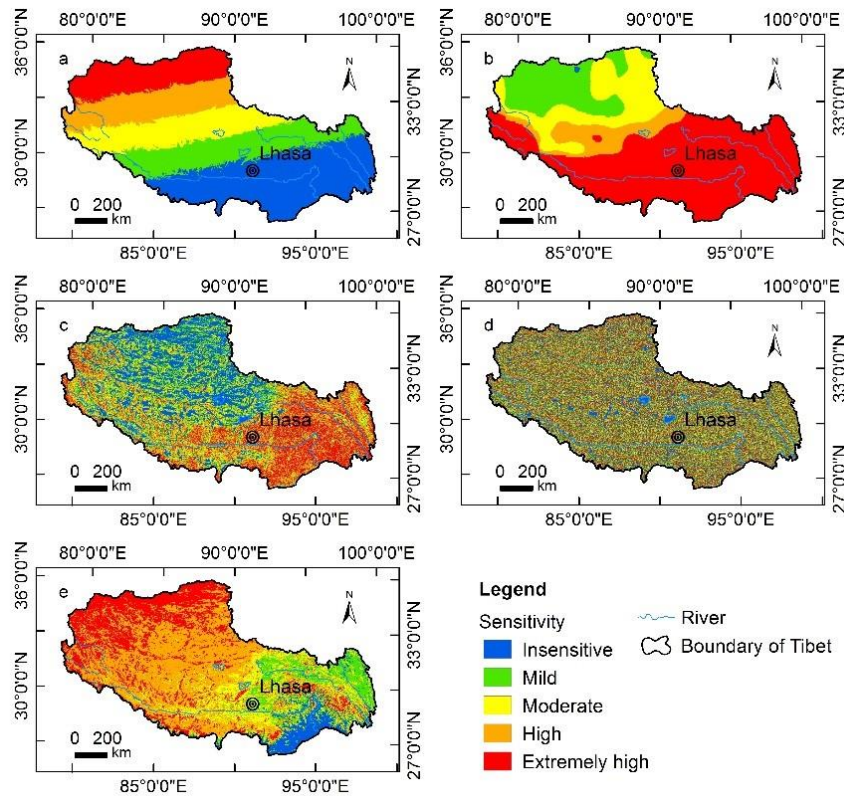 80°0'0"E 90°0'0"E 100°0'0"E
36°0'0"N
30°0'0"N
33°0'0"N
27°0'0"N
a
N
Lhasa
0 200
km
85°0'0"E 95°0'0"E
80°0'0"E 90°0'0"E 100°0'0"E
36°0'0"N
30°0'0"N
33°0'0"N
27°0'0"N
b
N
Lhasa
0 200
km
85°0'0"E 95°0'0"E
80°0'0"E 90°0'0"E 100°0'0"E
36°0'0"N
30°0'0"N
33°0'0"N
27°0'0"N
c
N
Lhasa
0 200
km
85°0'0"E 95°0'0"E
80°0'0"E 90°0'0"E 100°0'0"E
36°0'0"N
30°0'0"N
33°0'0"N
27°0'0"N
d
N
Lhasa
0 200
km
85°0'0"E 95°0'0"E
80°0'0"E 90°0'0"E 100°0'0"E
36°0'0"N
30°0'0"N
33°0'0"N
27°0'0"N
e
N
Lhasa
0 200
km
85°0'0"E 95°0'0"E
Legend
Sensitivity
Insensitive
Mild
Moderate
High
Extremely high
River
Boundary of Tibet